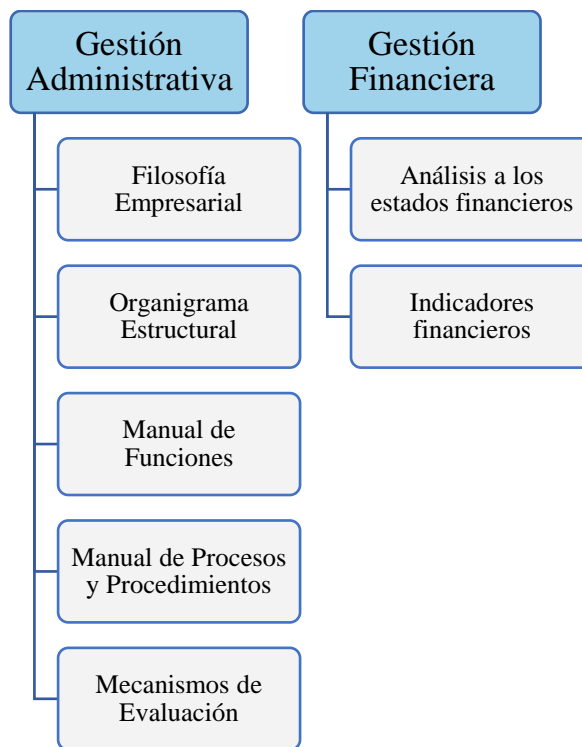 Gestión
Administrativa
Filosofía
Empresarial
Organigrama
Estructural
Manual de
Funciones
Manual de Procesos
y Procedimientos
Mecanismos de
Evaluación
Gestión
Financiera
Análisis a los
estados financieros
Indicadores
financieros